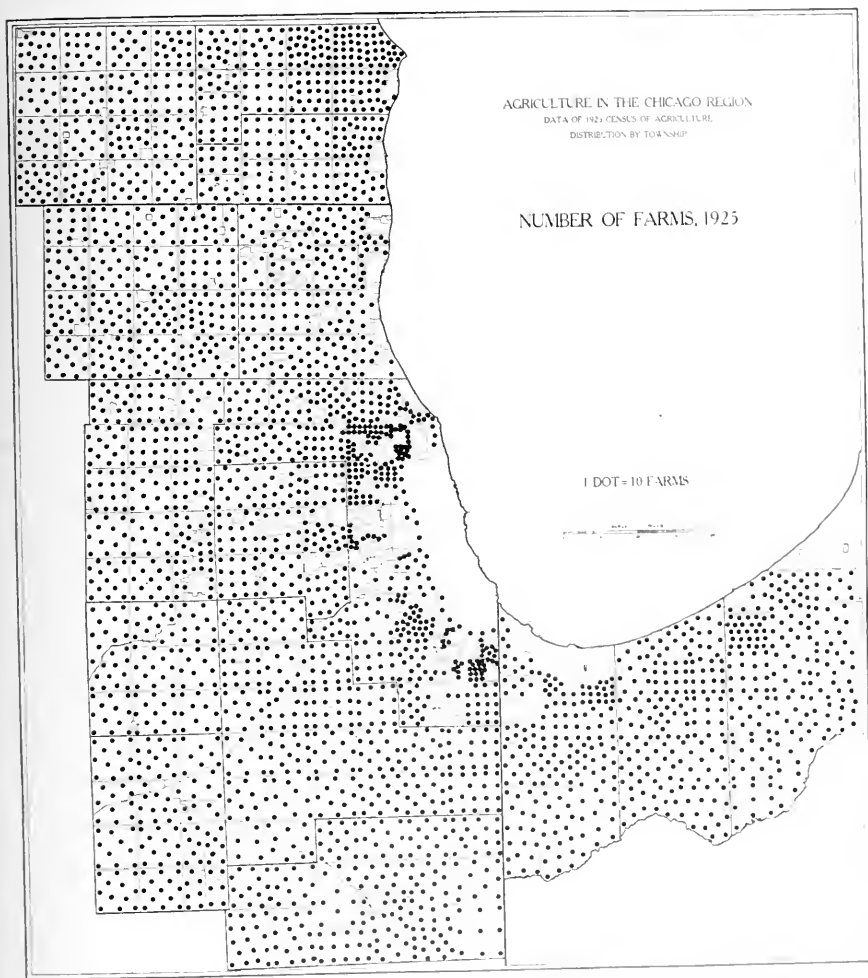 AGRICULTURE IN THE CHICAGO REGION
DATA OF 1925 CENSUS OF AGRICULTURE
DISTRIBUTION BY TOWNSHIP
NUMBER OF FARMS, 1925
1 DOT = 10 FARMS